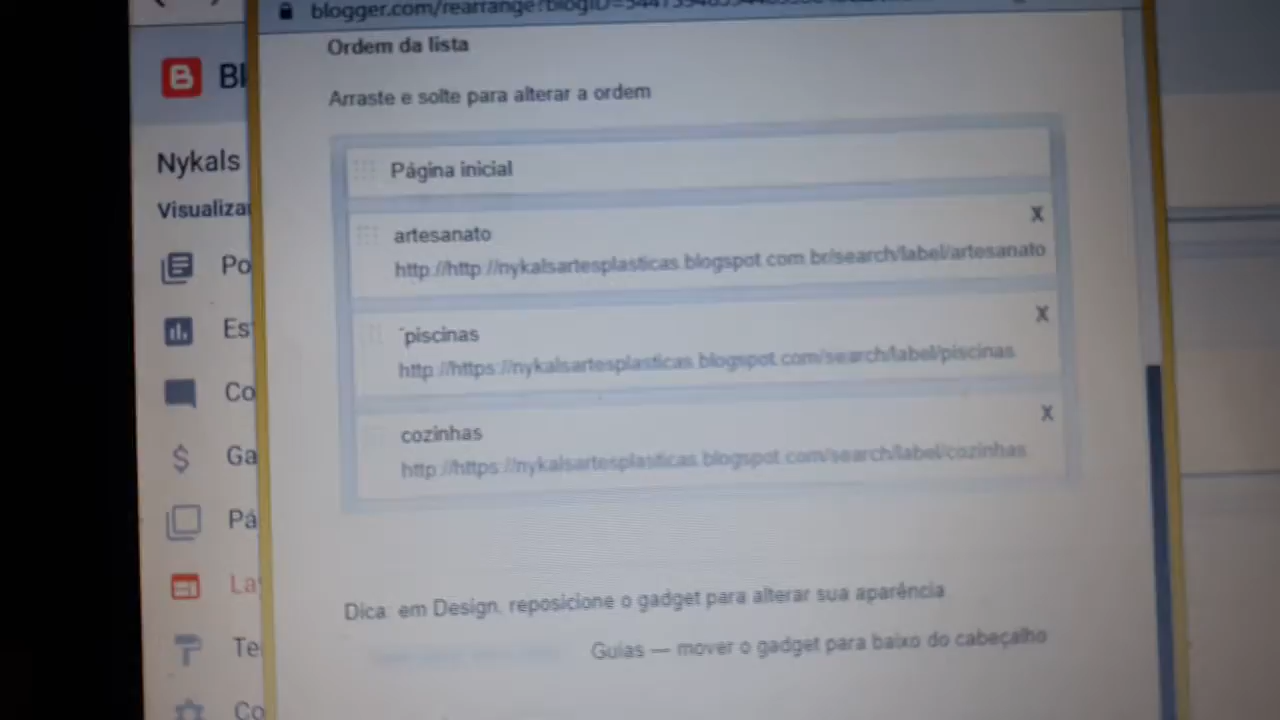 blogger.com/rearrange?blogID=
Ordem da lista
Arraste e solte para alterar a ordem
Bl
Nykals
Página inicial
Visualizar
artesanato
X
http://http://nykalsartesplasticas.blogspot.com.br/search/label/artesanato
Po
Es
´piscinas
X
http://https://nykalsartesplasticas.blogspot.com/search/label/piscinas
Co
cozinhas
X
http://https://nykalsartesplasticas.blogspot.com/search/label/cozinhas
Ga
Pá
La
Dica: em Design, reposicione o gadget para alterar sua aparência
Te
Guias — mover o gadget para baixo do cabeçalho
Co